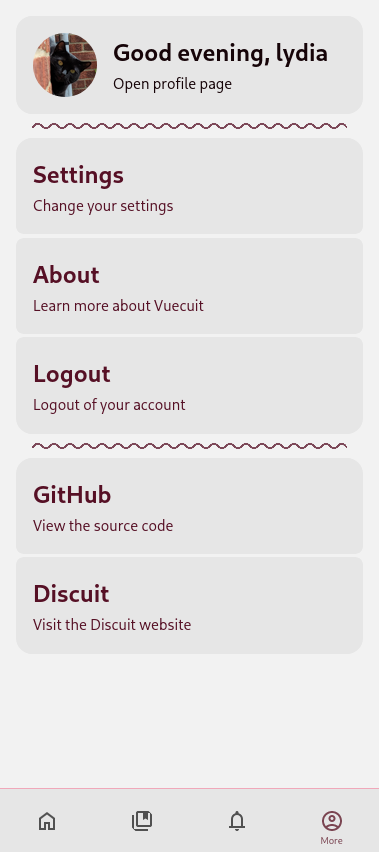 Good evening, lydia
Open profile page
Settings
Change your settings
About
Learn more about Vuecuit
Logout
Logout of your account
GitHub
View the source code
Discuit
Visit the Discuit website
More